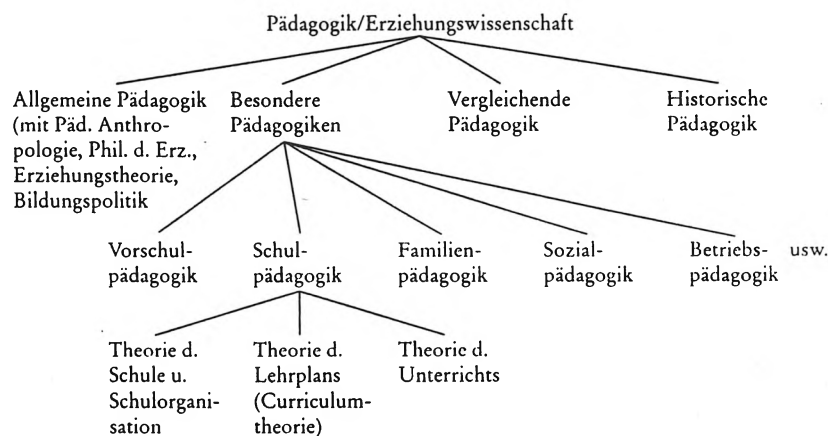 Pädagogik/Erziehungswissenschaft
Allgemeine Pädagogik
(mit Päd. Anthro-
pologie, Phil. d. Erz.,
Erziehungstheorie,
Bildungspolitik
Besondere
Pädagogiken
Vergleichende
Pädagogik
Historische
Pädagogik
Vorschul-
pädagogik
Schul-
pädagogik
Familien-
pädagogik
Sozial-
pädagogik
Betriebs-
pädagogik
usw.
Theorie d.
Schule u.
Schulorgani-
sation
Theorie d.
Lehrplans
(Curriculum-
theorie)
Theorie d.
Unterrichts